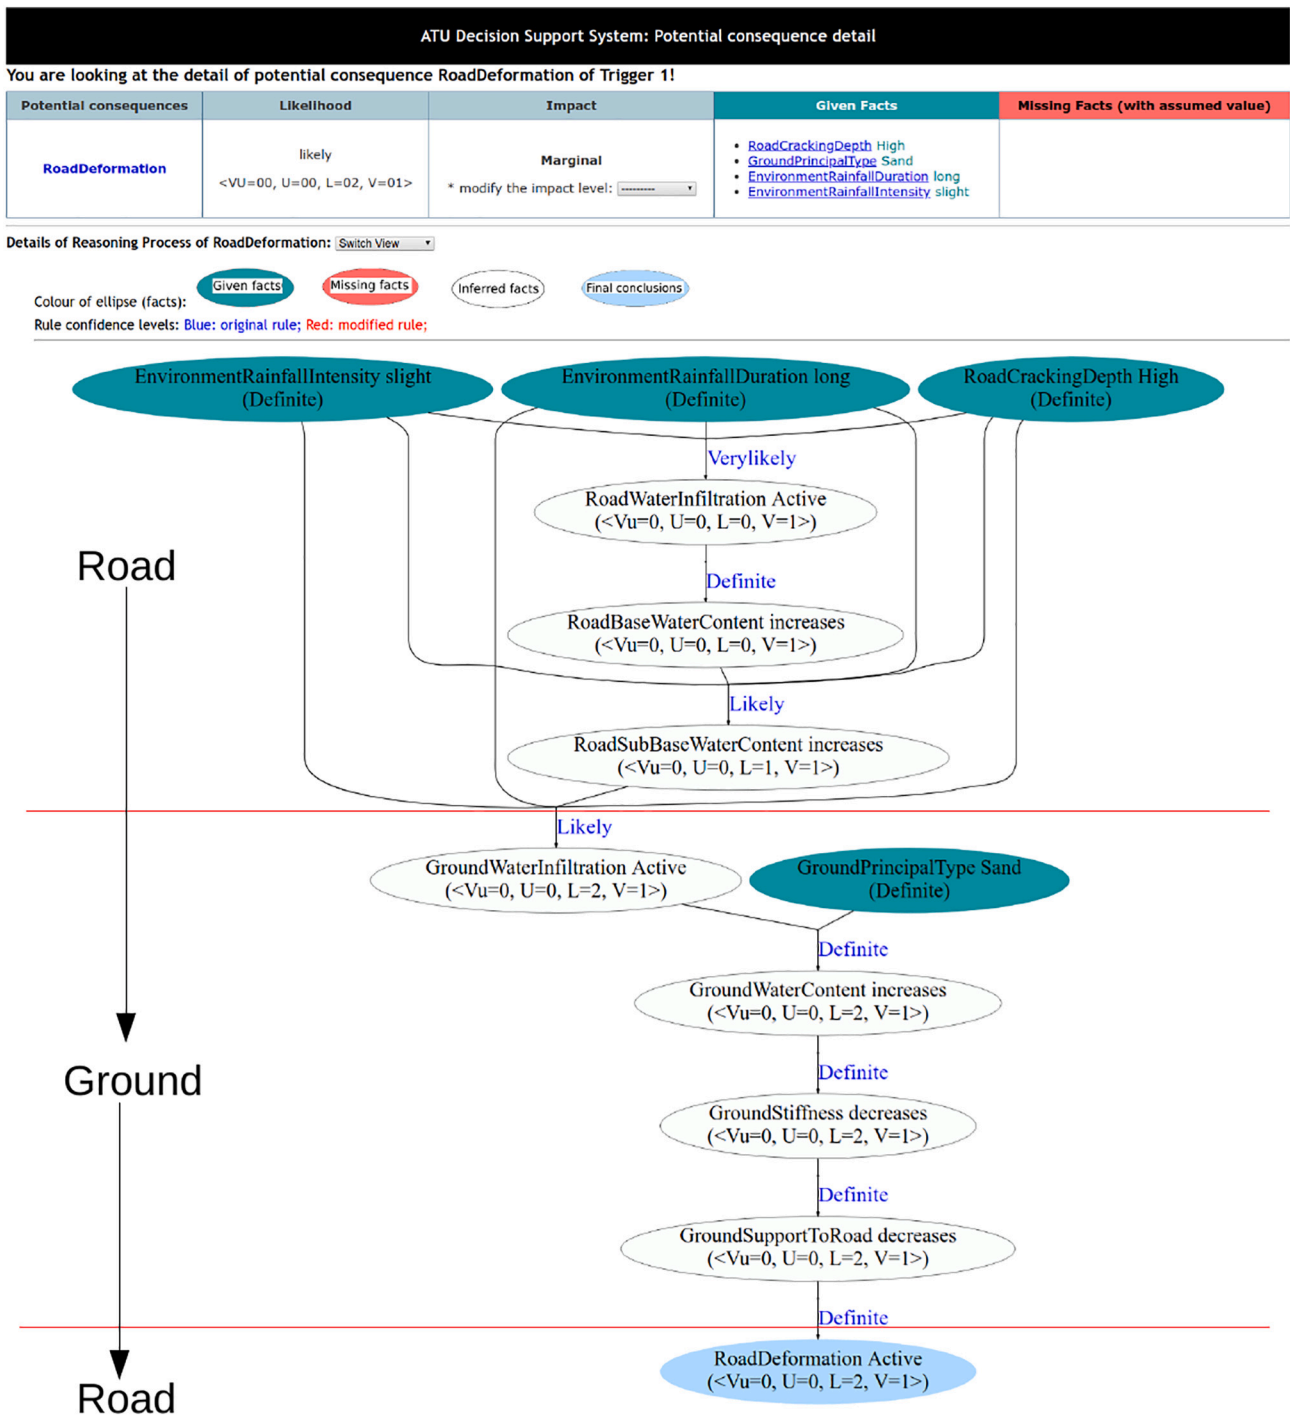 ATU Decision Support System: Potential consequence detail
You are looking at the detail of potential consequence RoadDeformation of Trigger 1!
Potential consequences
Likelihood
Impact
Given Facts
Missing Facts (with assumed value)
RoadDeformation
likely
<VU=00, U=00, L=02, V=01>
Marginal
* modify the impact level: ---------
• RoadCrackingDepth High
• GroundPrincipalType Sand
• EnvironmentRainfallDuration long
• EnvironmentRainfallIntensity slight
Details of Reasoning Process of RoadDeformation: Switch View
Colour of ellipse (facts):
Given facts
Missing facts
Inferred facts
Final conclusions
Rule confidence levels: Blue: original rule; Red: modified rule;
EnvironmentRainfallIntensity slight
(Definite)
EnvironmentRainfallDuration long
(Definite)
RoadCrackingDepth High
(Definite)
Verylikely
RoadWaterInfiltration Active
(<Vu=0, U=0, L=0, V=1>)
Road
Definite
RoadBaseWaterContent increases
(<Vu=0, U=0, L=0, V=1>)
Likely
RoadSubBaseWaterContent increases
(<Vu=0, U=0, L=1, V=1>)
Likely
GroundWaterInfiltration Active
(<Vu=0, U=0, L=2, V=1>)
GroundPrincipalType Sand
(Definite)
Definite
GroundWaterContent increases
(<Vu=0, U=0, L=2, V=1>)
Ground
Definite
GroundStiffness decreases
(<Vu=0, U=0, L=2, V=1>)
Definite
GroundSupportToRoad decreases
(<Vu=0, U=0, L=2, V=1>)
Definite
RoadDeformation Active
(<Vu=0, U=0, L=2, V=1>)
Road